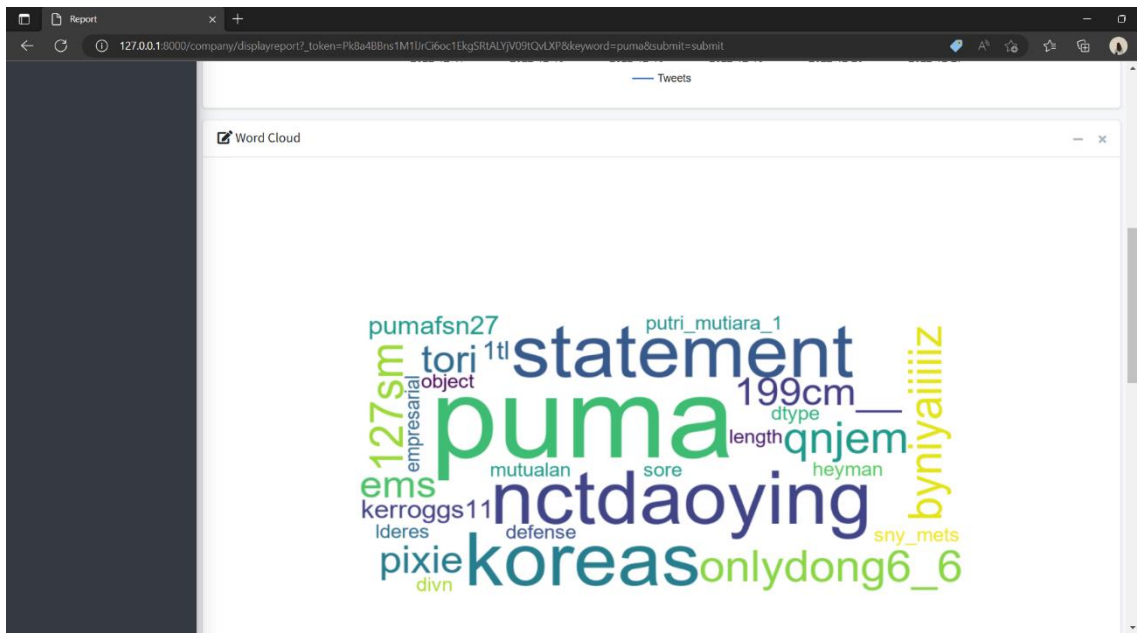 Report
127.0.0.1:8000/company/displayreport?_token=Pk8a4BBns1M1UrCi6oc1EkgSRtALYjV09tQvLXP&keyword=puma&submit=submit
Tweets
Word Cloud
pumafsn27
putri_mutiara_1
tori
1tl
statement
127sm
object
empresarial
puma
199cm__
dtype
length
qnjem
byniyaiiiiiz
mutualan
sore
heyman
ems
kerroggs11
nctdaoying
lderes
defense
sny_mets
pixie
koreas
onlydong6_6
divn